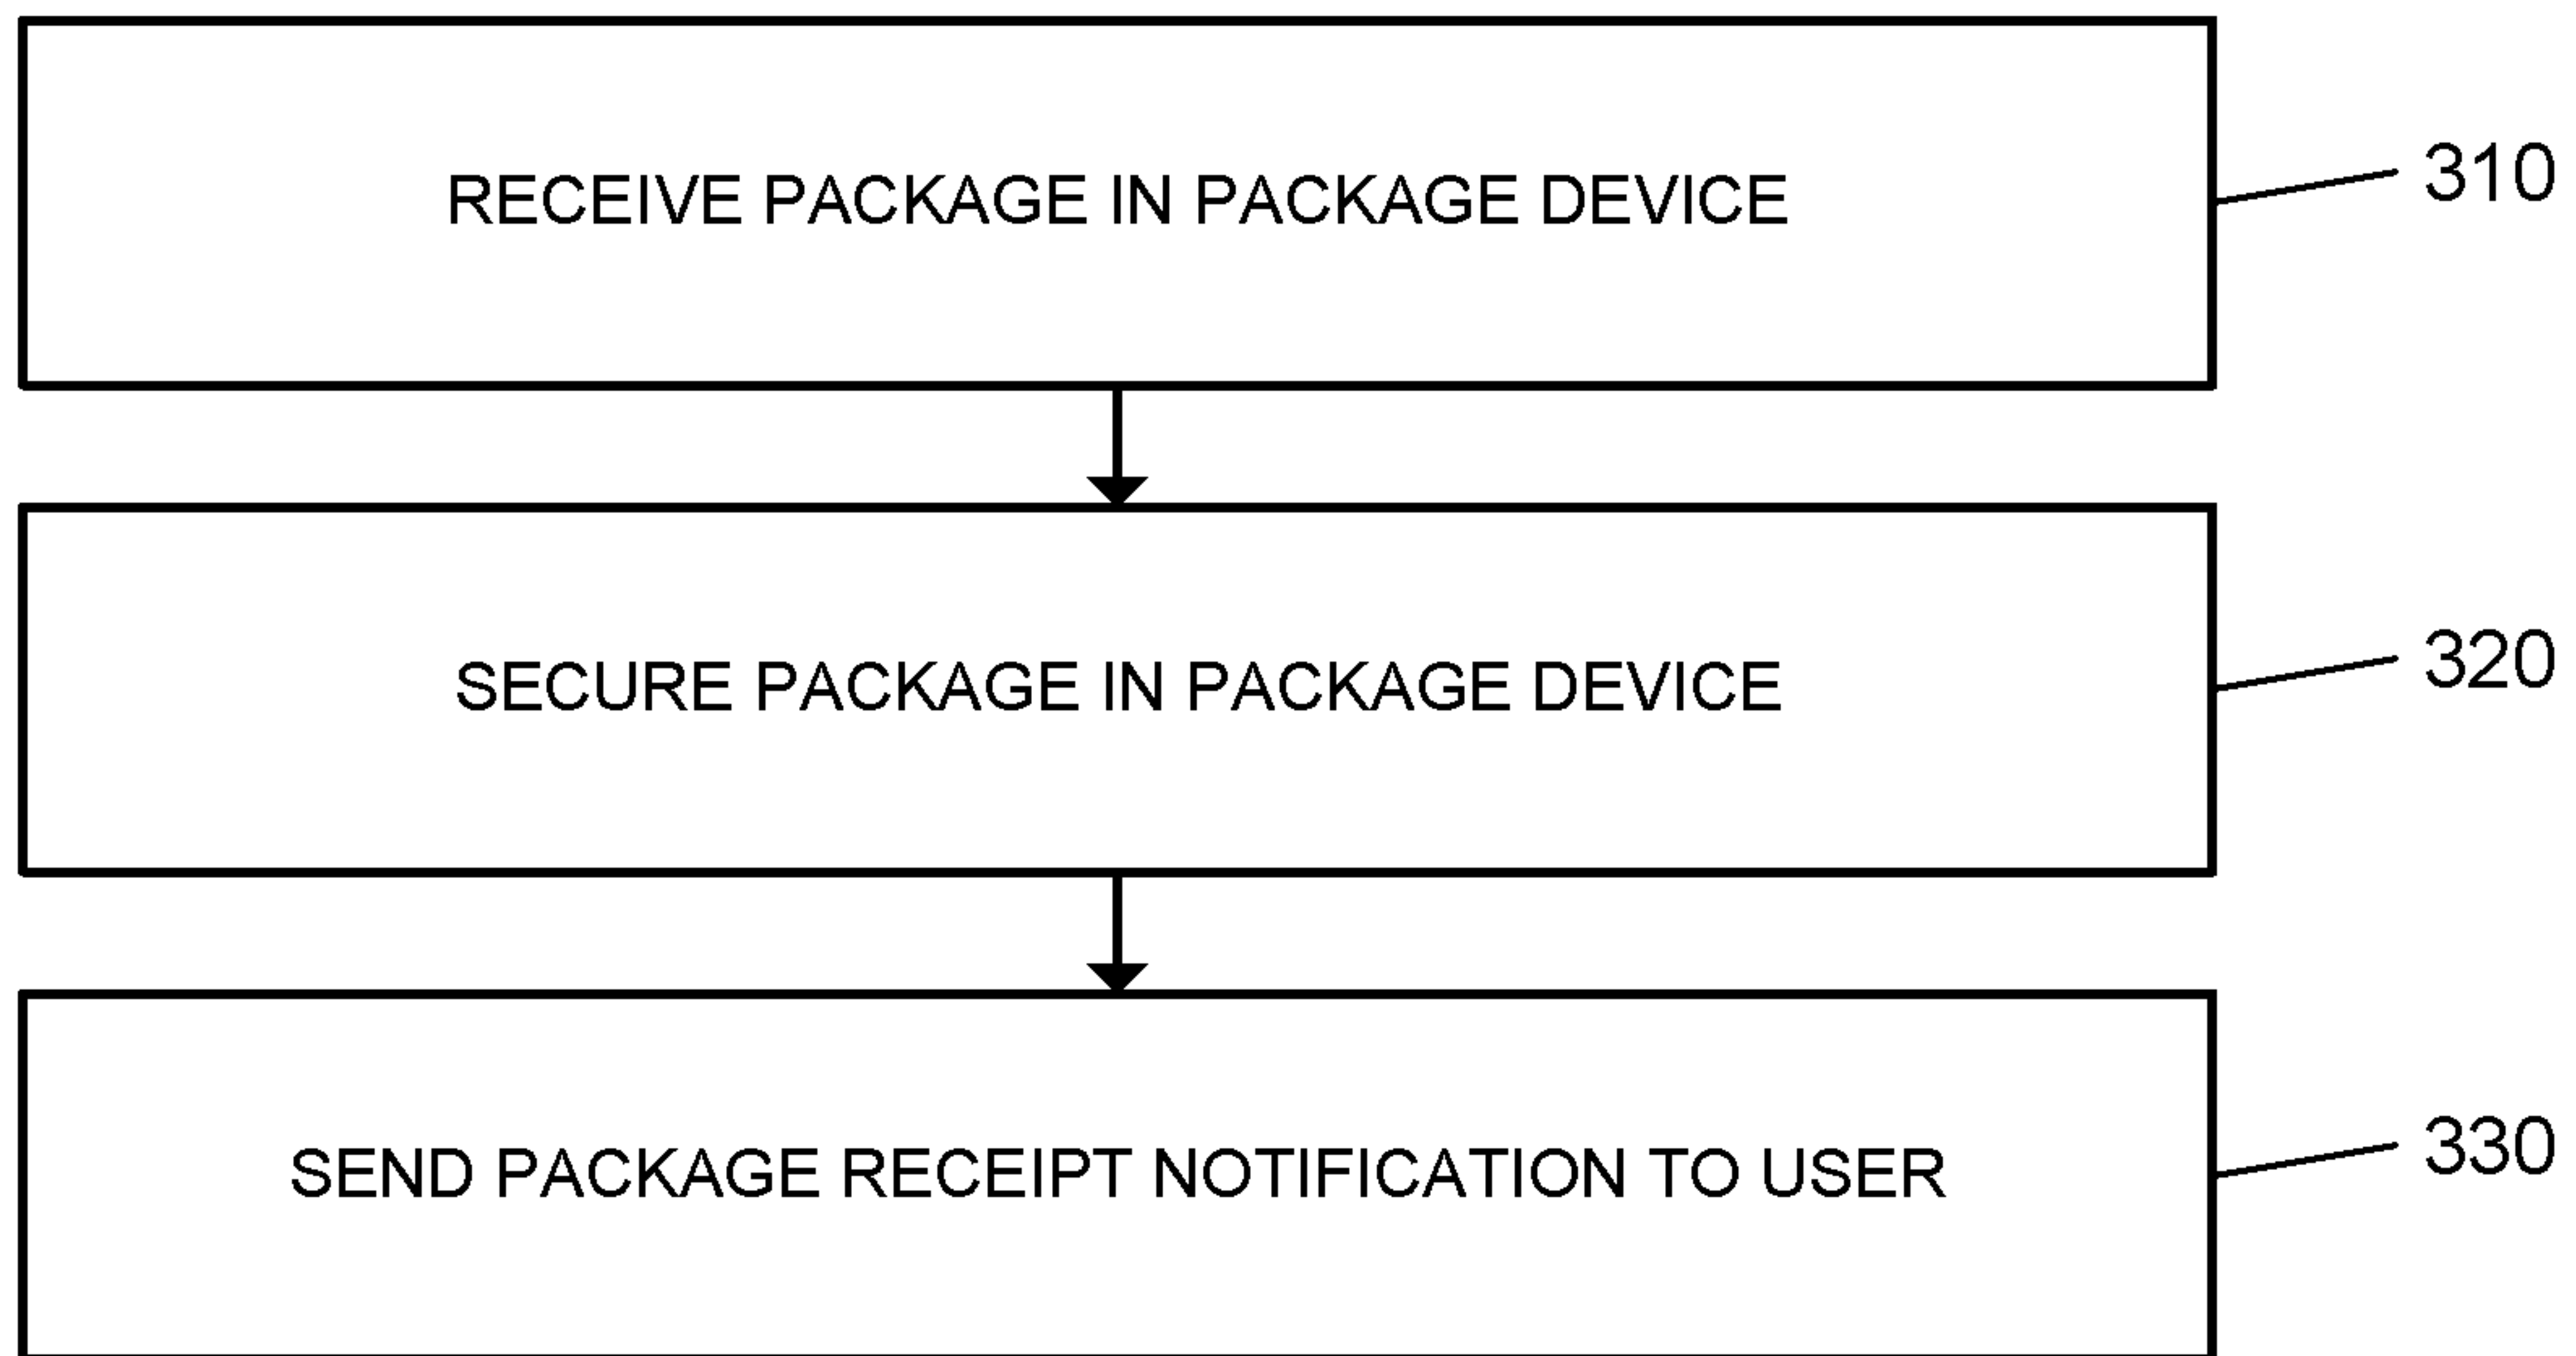 RECEIVE PACKAGE IN PACKAGE DEVICE
310
SECURE PACKAGE IN PACKAGE DEVICE
320
SEND PACKAGE RECEIPT NOTIFICATION TO USER
330